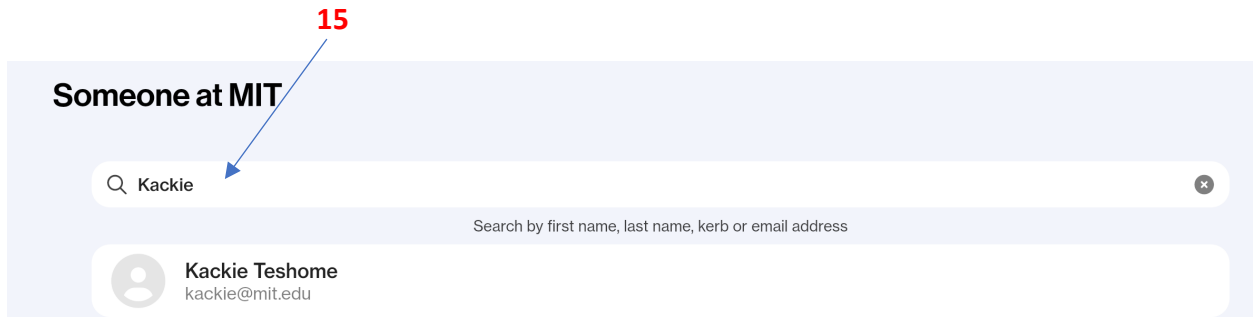 15
Someone at MIT
Kackie
Search by first name, last name, kerb or email address
Kackie Teshome
kackie@mit.edu